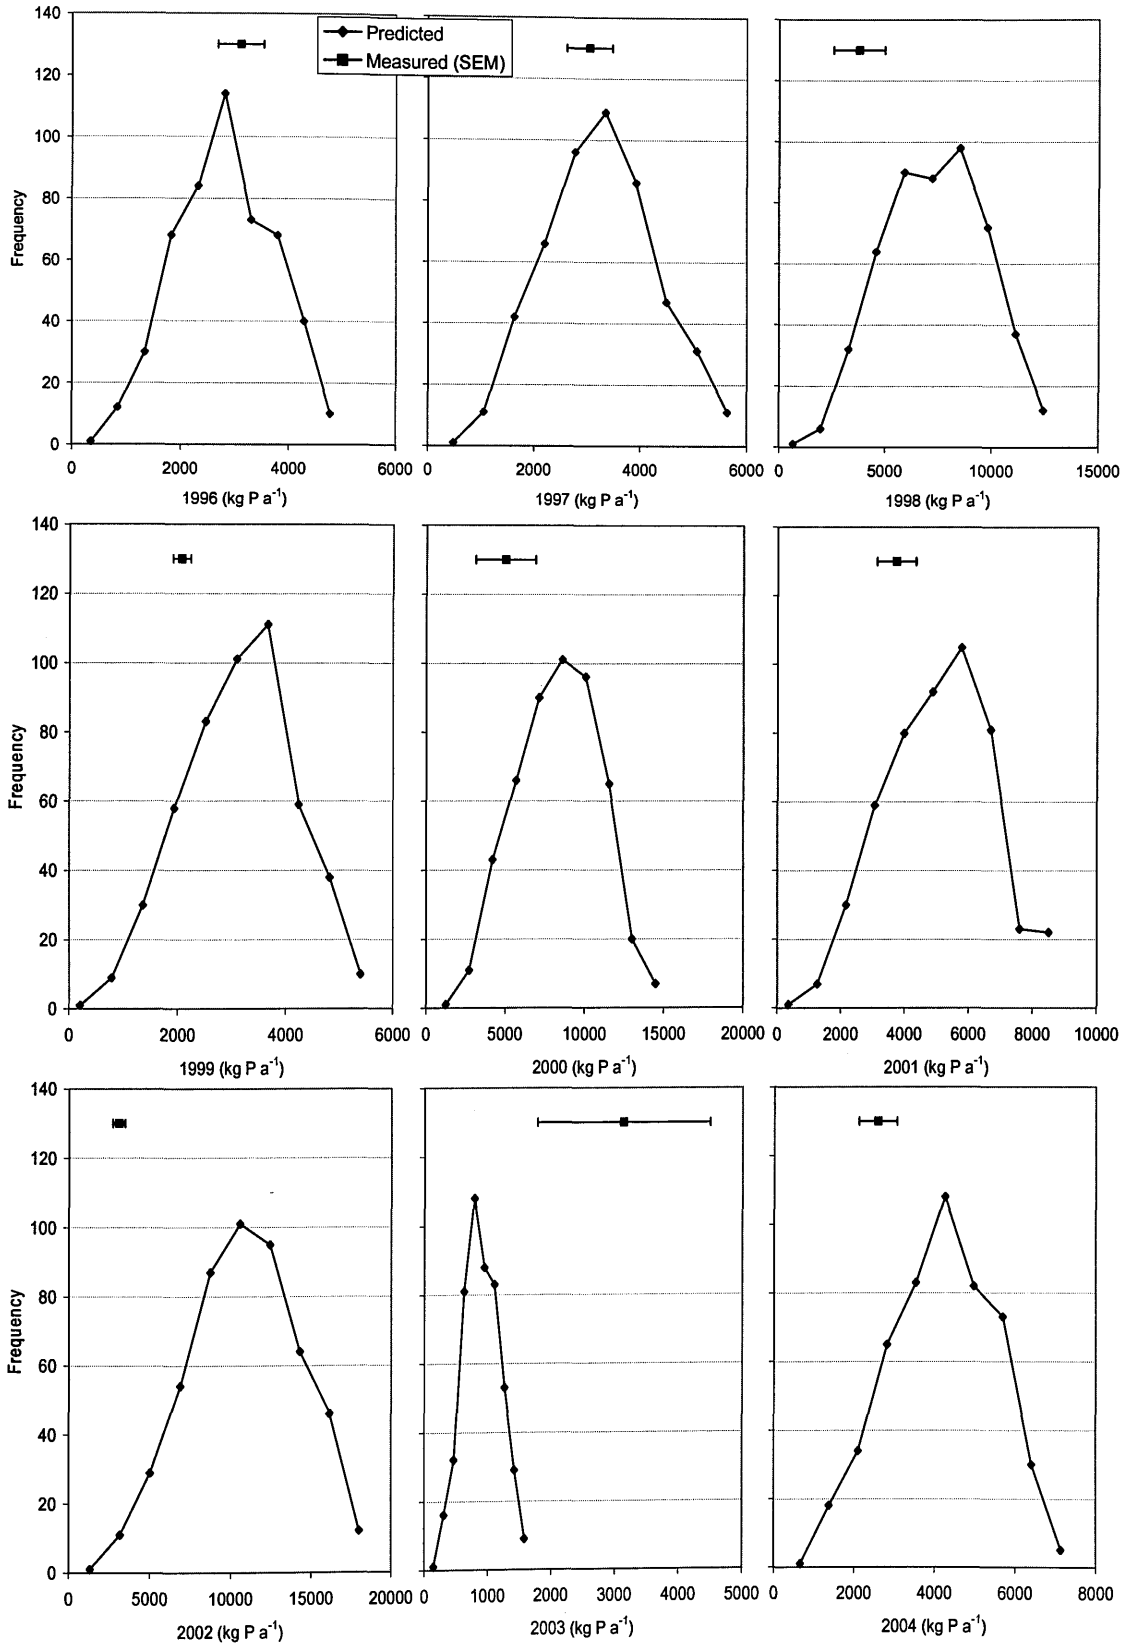 140
120
100
80
60
40
20
0
Frequency
Predicted
Measured (SEM)
0 2000 4000 6000
1996 (kg P a⁻¹)
0 2000 4000 6000
1997 (kg P a⁻¹)
0 5000 10000 15000
1998 (kg P a⁻¹)
140
120
100
80
60
40
20
0
Frequency
0 2000 4000 6000
1999 (kg P a⁻¹)
0 5000 10000 15000 20000
2000 (kg P a⁻¹)
0 2000 4000 6000 8000 10000
2001 (kg P a⁻¹)
140
120
100
80
60
40
20
0
Frequency
0 5000 10000 15000 20000
2002 (kg P a⁻¹)
0 1000 2000 3000 4000 5000
2003 (kg P a⁻¹)
0 2000 4000 6000 8000
2004 (kg P a⁻¹)